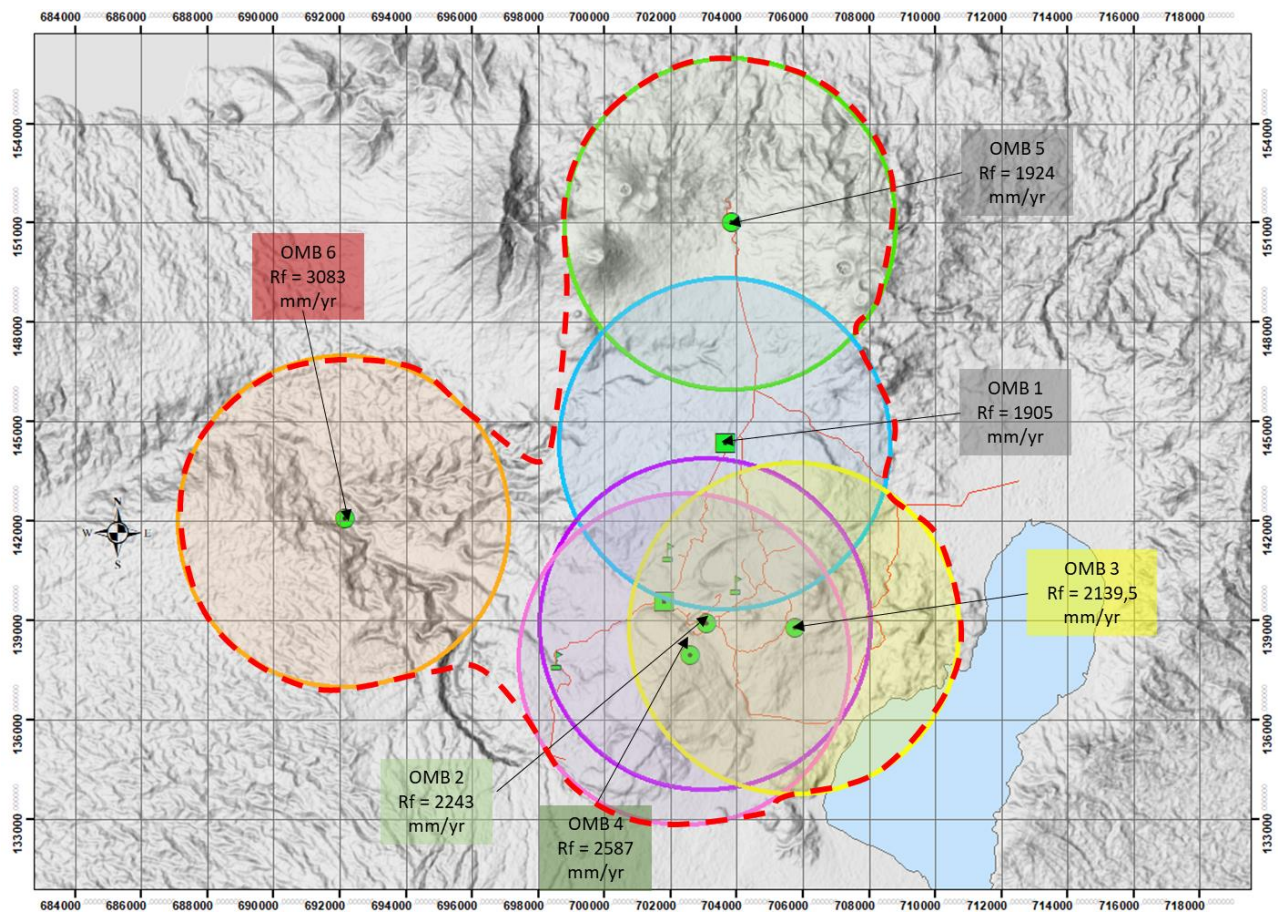 684000 686000 688000 690000 692000 694000 696000 698000 700000 702000 704000 706000 708000 710000 712000 714000 716000 718000
154000 154000
OMB 5
Rf = 1924
mm/yr
151000 151000
OMB 6
Rf = 3083
mm/yr
148000 148000
OMB 1
Rf = 1905
mm/yr
145000 145000
142000 142000
N
W L
S
OMB 3
Rf = 2139,5
mm/yr
139000 139000
136000 136000
OMB 2
Rf = 2243
mm/yr
OMB 4
Rf = 2587
mm/yr
133000 133000
684000 686000 688000 690000 692000 694000 696000 698000 700000 702000 704000 706000 708000 710000 712000 714000 716000 718000